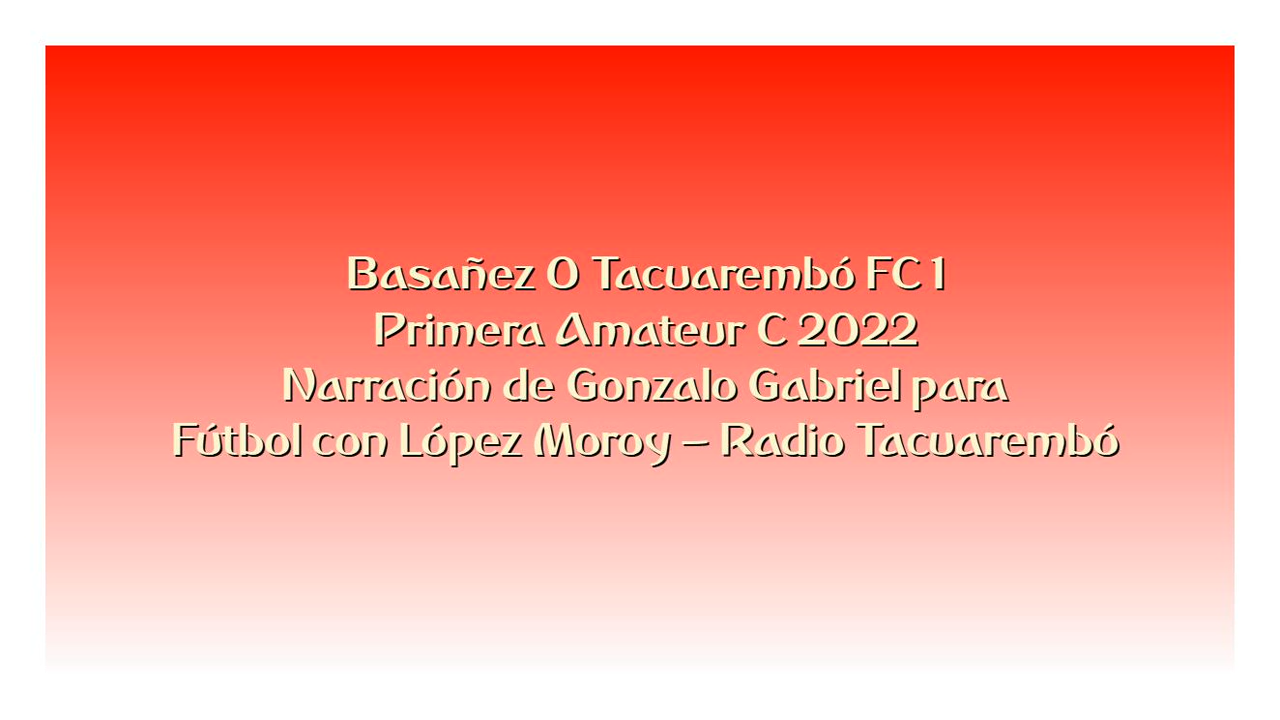 Basañez 0 Tacuarembó FC 1
Primera Amateur C 2022
Narración de Gonzalo Gabriel para
Fútbol con López Moroy – Radio Tacuarembó